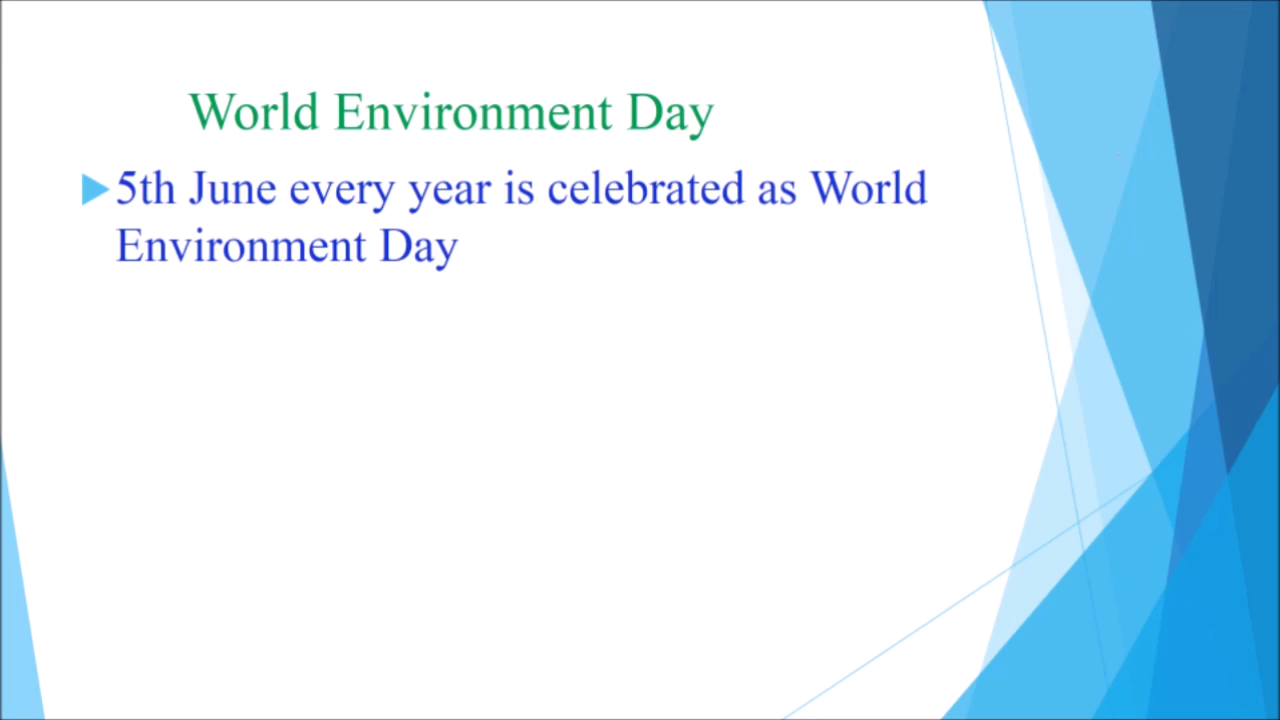 World Environment Day
5th June every year is celebrated as World
Environment Day